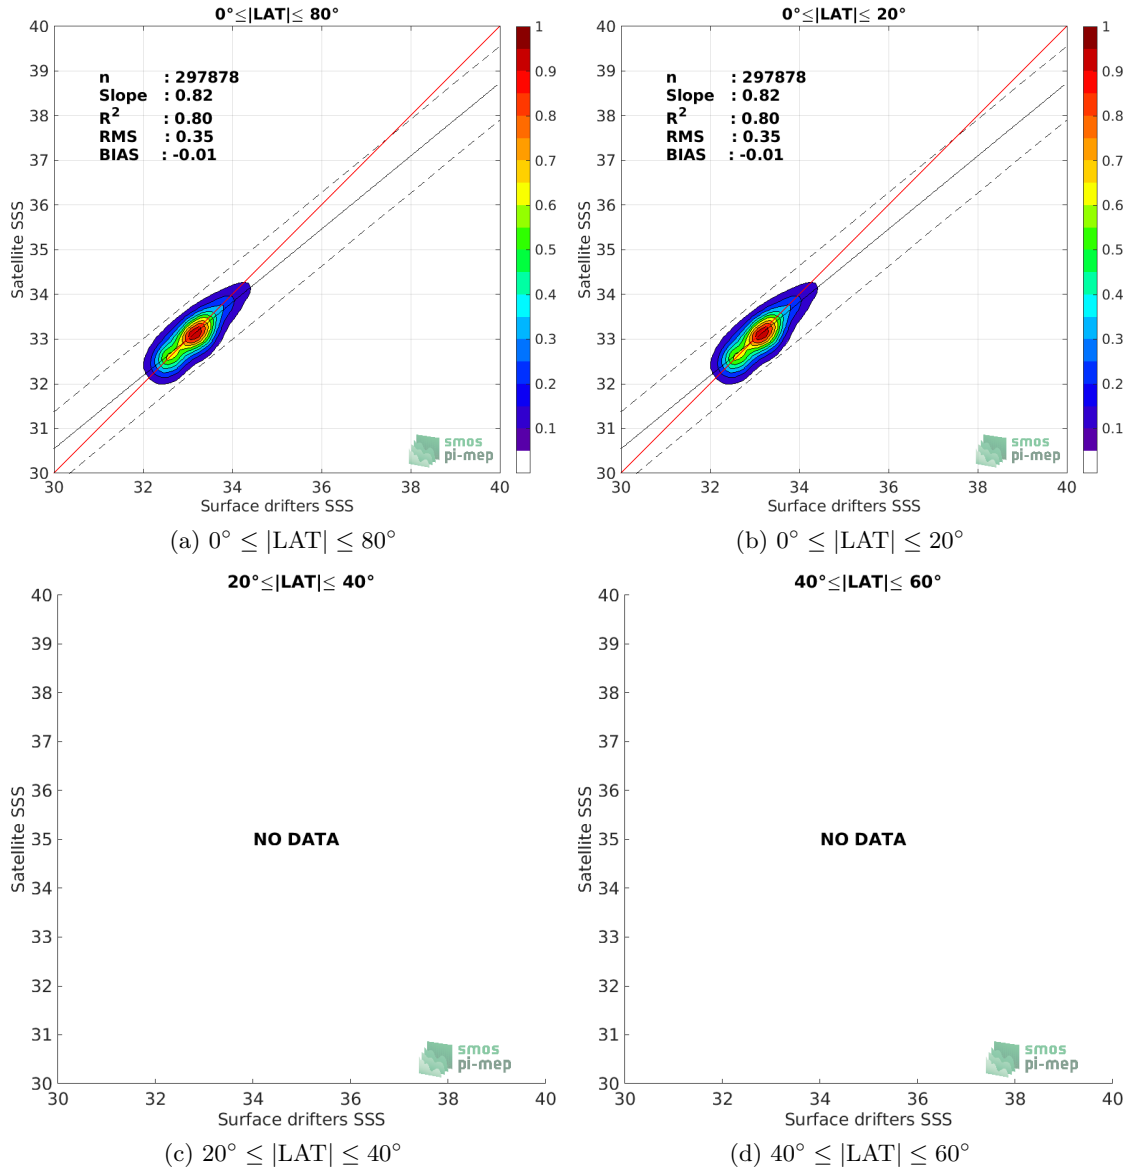 0°≤|LAT|≤ 80°
40
39
38
37
36
35
34
33
32
31
30
Satellite SSS
n : 297878
Slope : 0.82
R2 : 0.80
RMS : 0.35
BIAS : -0.01
1
0.9
0.8
0.7
0.6
0.5
0.4
0.3
0.2
0.1
smos
pi-mep
30 32 34 36 38 40
Surface drifters SSS
(a) 0° ≤ |LAT| ≤ 80°
0°≤|LAT|≤ 20°
40
39
38
37
36
35
34
33
32
31
30
Satellite SSS
n : 297878
Slope : 0.82
R2 : 0.80
RMS : 0.35
BIAS : -0.01
1
0.9
0.8
0.7
0.6
0.5
0.4
0.3
0.2
0.1
smos
pi-mep
30 32 34 36 38 40
Surface drifters SSS
(b) 0° ≤ |LAT| ≤ 20°
20°≤|LAT|≤ 40°
40
39
38
37
36
35
34
33
32
31
30
Satellite SSS
NO DATA
smos
pi-mep
30 32 34 36 38 40
Surface drifters SSS
(c) 20° ≤ |LAT| ≤ 40°
40°≤|LAT|≤ 60°
40
39
38
37
36
35
34
33
32
31
30
Satellite SSS
NO DATA
smos
pi-mep
30 32 34 36 38 40
Surface drifters SSS
(d) 40° ≤ |LAT| ≤ 60°